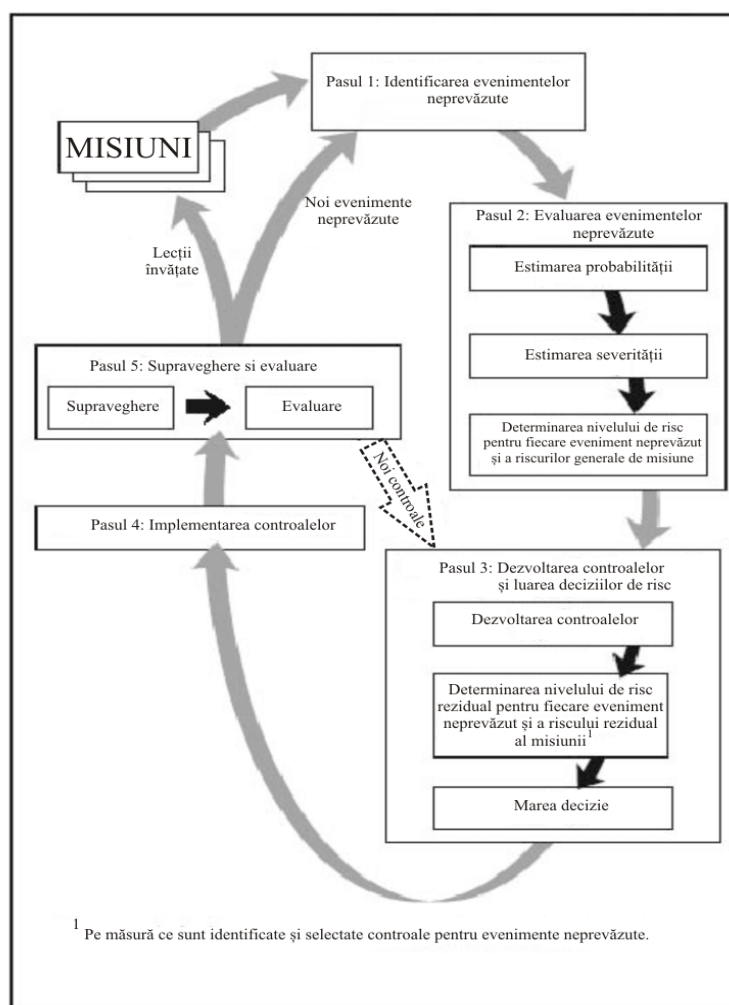 Pasul 1: Identificarea evenimentelor
neprevăzute
MISIUNI
Noi evenimente
neprevăzute
Lecții
învățate
Pasul 2: Evaluarea evenimentelor
neprevăzute
Estimarea probabilității
Estimarea severității
Determinarea nivelului de risc
pentru fiecare eveniment neprevăzut
și a riscurilor generale de misiune
Pasul 5: Supraveghere si evaluare
Supraveghere
Evaluare
Noi controale
Pasul 4: Implementarea controalelor
Pasul 3: Dezvoltarea controalelor
și luarea deciziilor de risc
Dezvoltarea controalelor
Determinarea nivelului de risc
rezidual pentru fiecare eveniment
neprevăzut și a riscului rezidual
al misiunii1
Marea decizie
1 Pe măsură ce sunt identificate și selectate controale pentru evenimente neprevăzute.